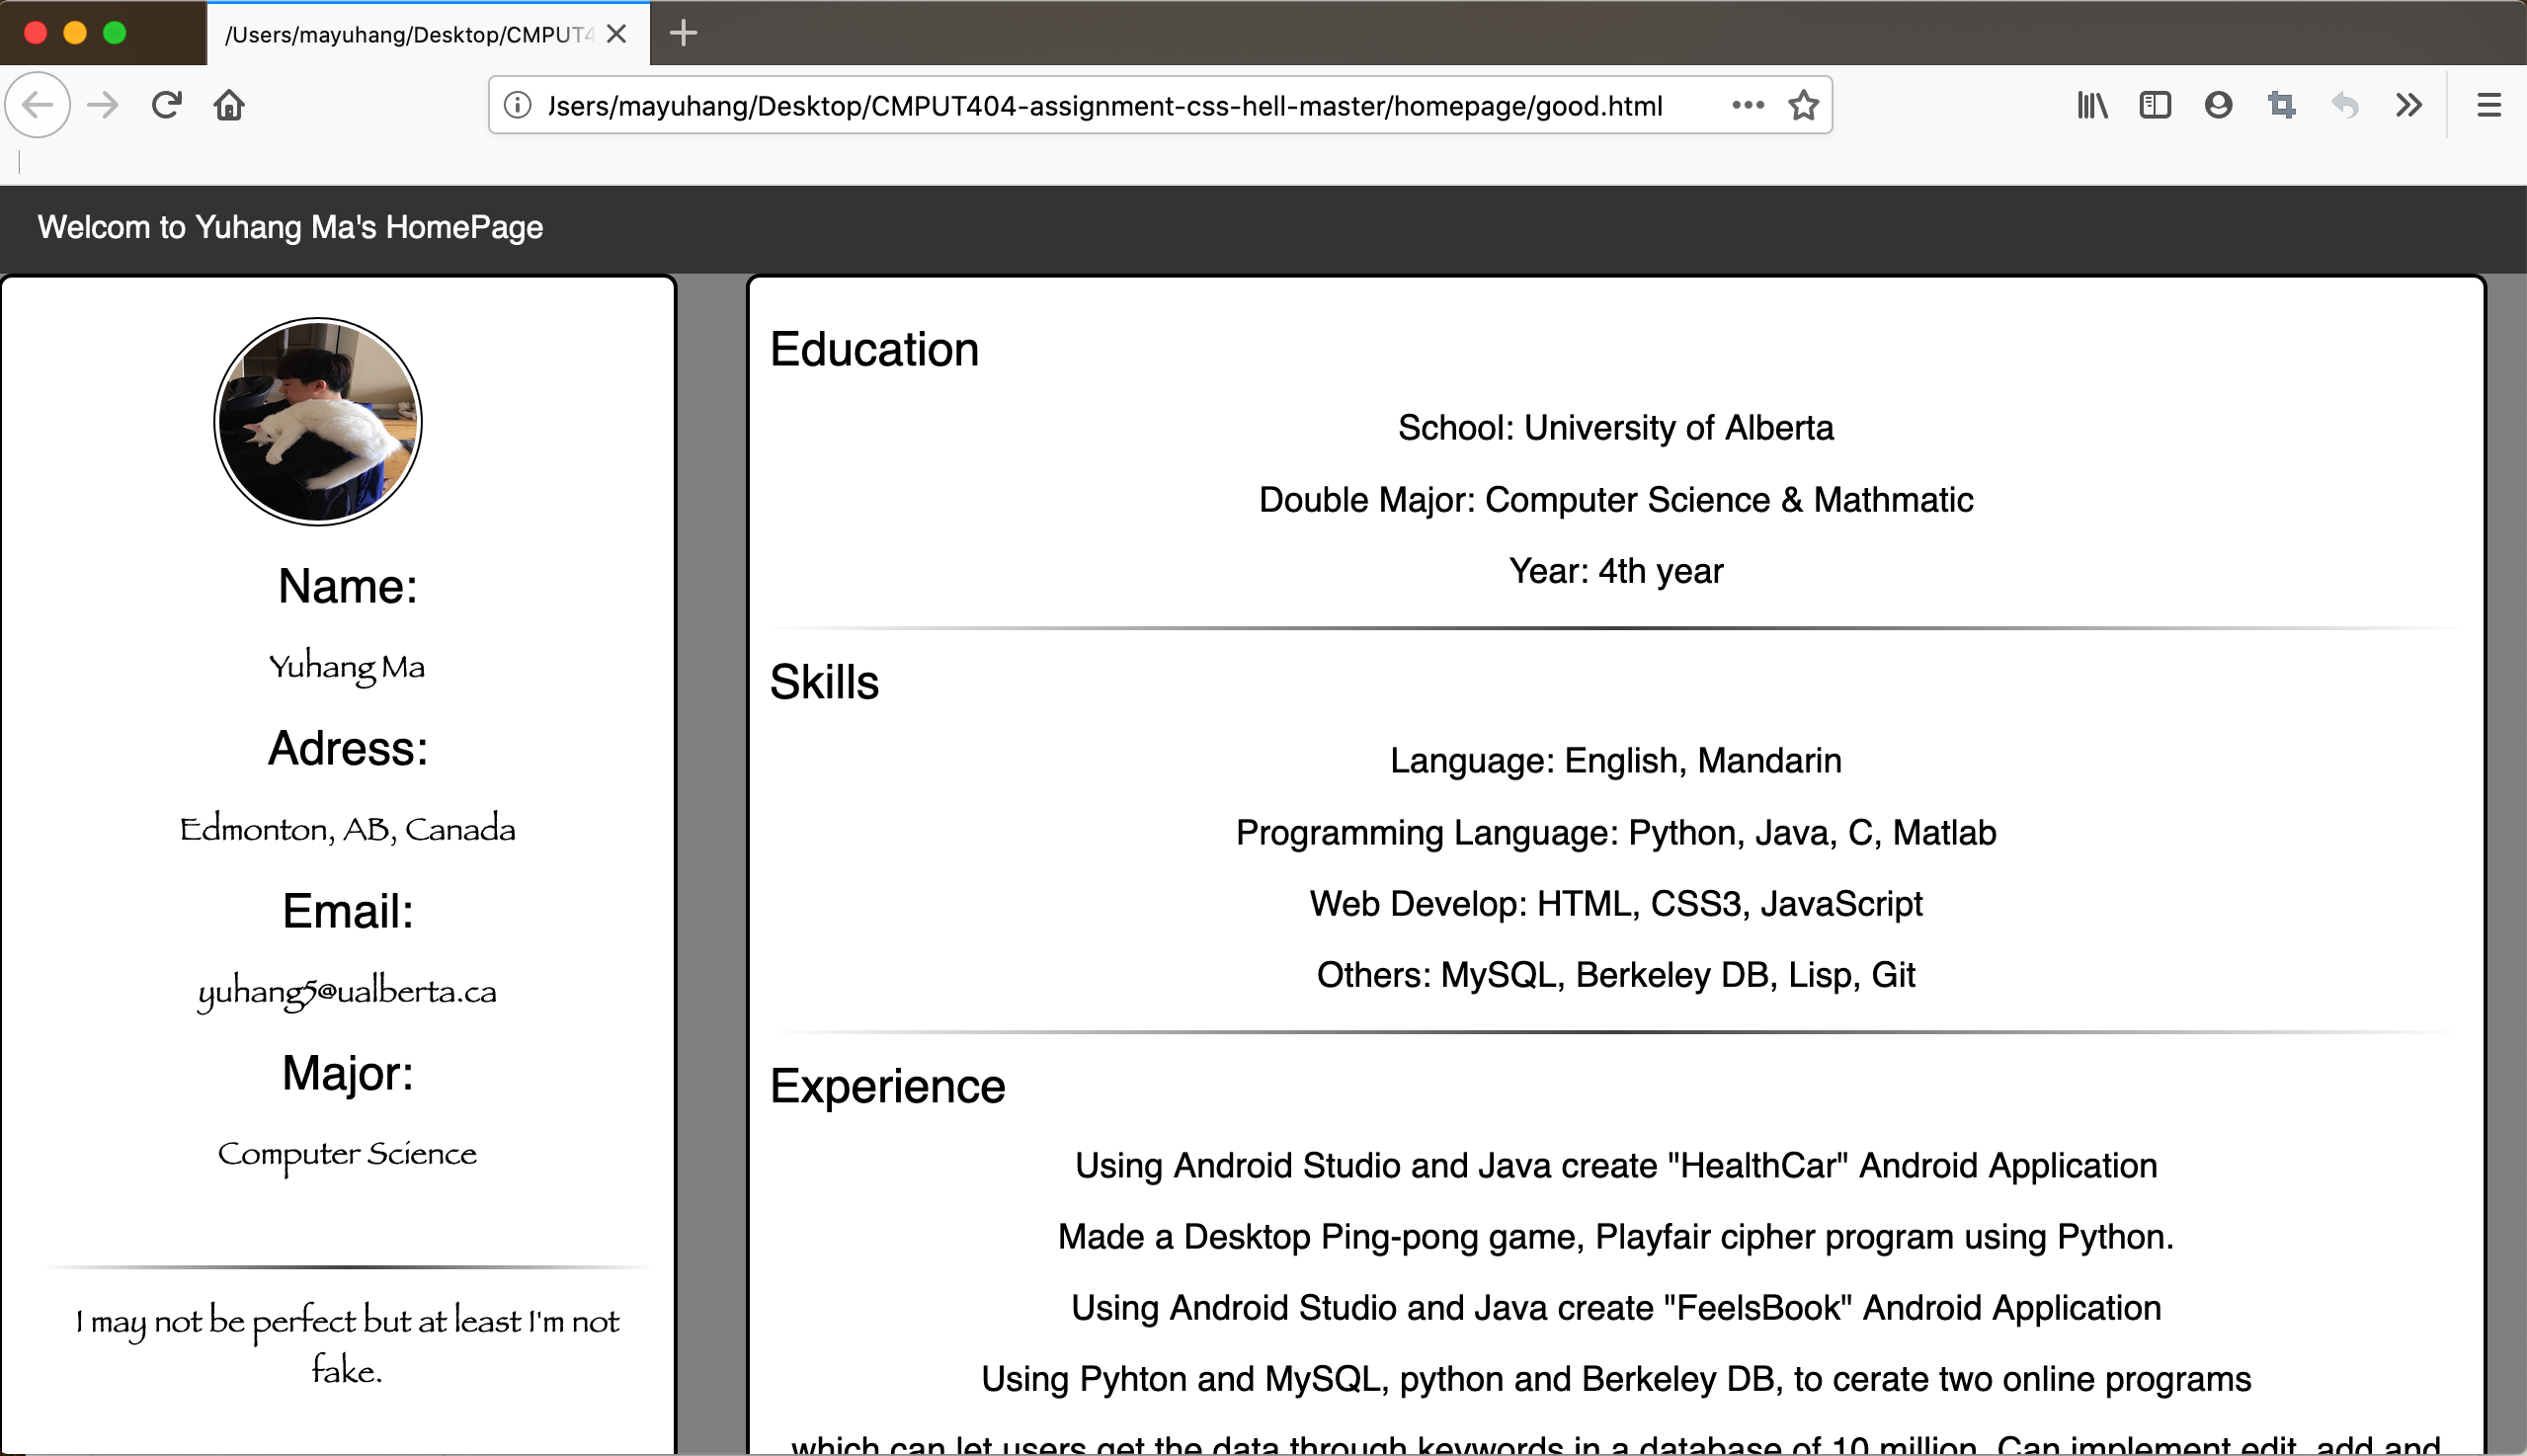 /Users/mayuhang/Desktop/CMPUT4
Jsers/mayuhang/Desktop/CMPUT404-assignment-css-hell-master/homepage/good.html
Welcom to Yuhang Ma's HomePage
Name:
Yuhang Ma
Adress:
Edmonton, AB, Canada
Email:
yuhang5@ualberta.ca
Major:
Computer Science
I may not be perfect but at least I'm not
fake.
Education
School: University of Alberta
Double Major: Computer Science & Mathmatic
Year: 4th year
Skills
Language: English, Mandarin
Programming Language: Python, Java, C, Matlab
Web Develop: HTML, CSS3, JavaScript
Others: MySQL, Berkeley DB, Lisp, Git
Experience
Using Android Studio and Java create "HealthCar" Android Application
Made a Desktop Ping-pong game, Playfair cipher program using Python.
Using Android Studio and Java create "FeelsBook" Android Application
Using Pyhton and MySQL, python and Berkeley DB, to cerate two online programs
which can let users get the data through keywords in a database of 10 million. Can implement edit, add and